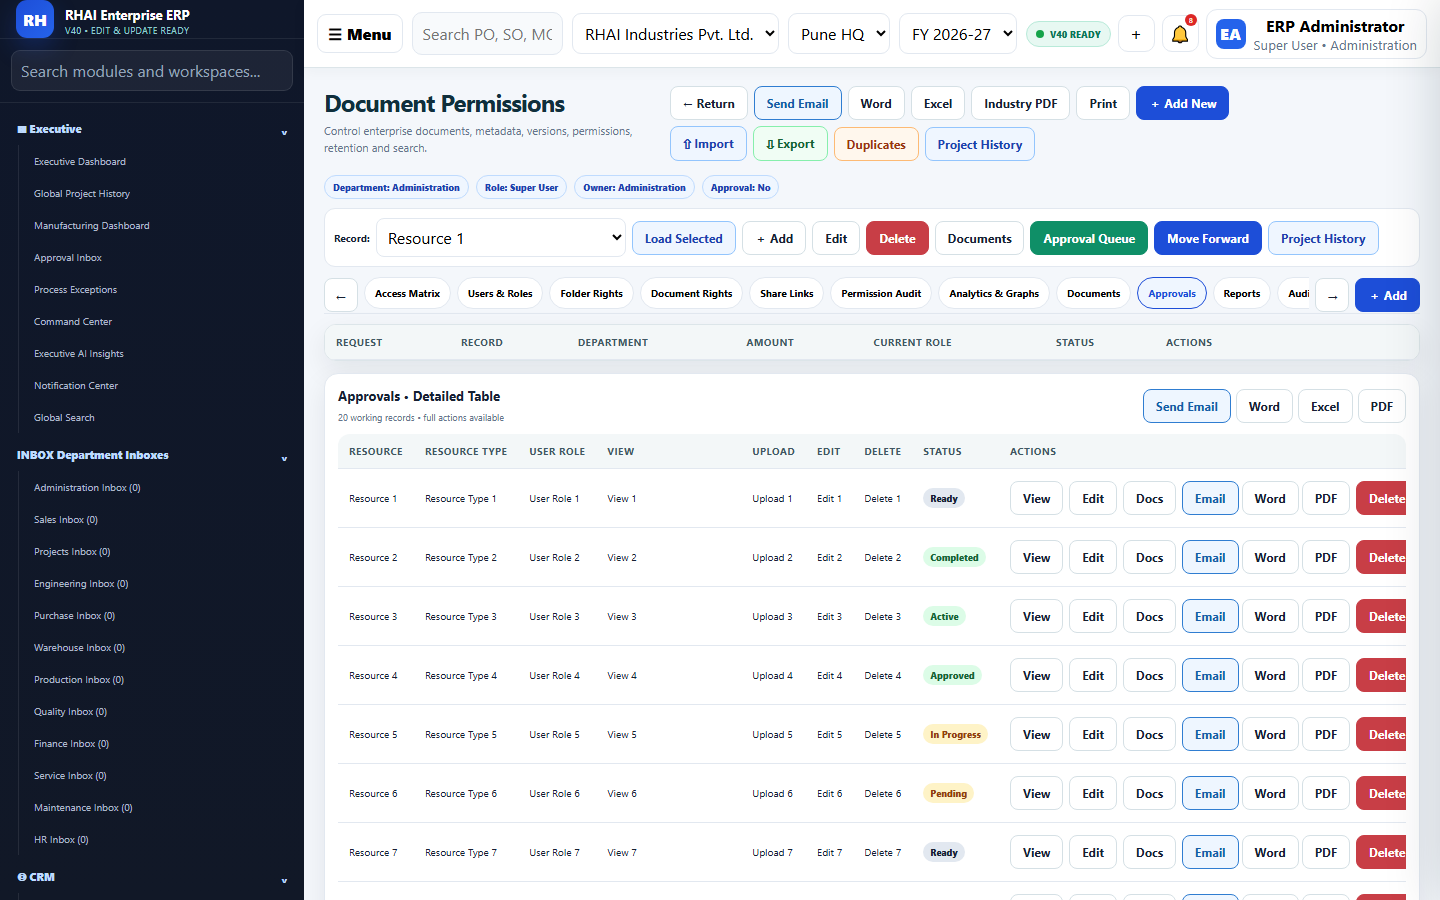 RH
RHAI Enterprise ERP
V40 • EDIT & UPDATE READY
Search modules and workspaces...
Executive
Executive Dashboard
Global Project History
Manufacturing Dashboard
Approval Inbox
Process Exceptions
Command Center
Executive AI Insights
Notification Center
Global Search
INBOX Department Inboxes
Administration Inbox (0)
Sales Inbox (0)
Projects Inbox (0)
Engineering Inbox (0)
Purchase Inbox (0)
Warehouse Inbox (0)
Production Inbox (0)
Quality Inbox (0)
Finance Inbox (0)
Service Inbox (0)
Maintenance Inbox (0)
HR Inbox (0)
CRM
☰ Menu
Search PO, SO, MO
RHAI Industries Pvt. Ltd.
Pune HQ
FY 2026-27
V40 READY
+
8
EA
ERP Administrator
Super User • Administration
Document Permissions
Control enterprise documents, metadata, versions, permissions,
retention and search.
← Return
Send Email
Word
Excel
Industry PDF
Print
+ Add New
⇧ Import
⇩ Export
Duplicates
Project History
Department: Administration
Role: Super User
Owner: Administration
Approval: No
Record:
Resource 1
Load Selected
+ Add
Edit
Delete
Documents
Approval Queue
Move Forward
Project History
←
Access Matrix
Users & Roles
Folder Rights
Document Rights
Share Links
Permission Audit
Analytics & Graphs
Documents
Approvals
Reports
Audi
→
+ Add
REQUEST RECORD DEPARTMENT AMOUNT CURRENT ROLE STATUS ACTIONS
Approvals • Detailed Table
20 working records • full actions available
Send Email
Word
Excel
PDF
RESOURCE RESOURCE TYPE USER ROLE VIEW UPLOAD EDIT DELETE STATUS ACTIONS
Resource 1 Resource Type 1 User Role 1 View 1 Upload 1 Edit 1 Delete 1 Ready View Edit Docs Email Word PDF Delete
Resource 2 Resource Type 2 User Role 2 View 2 Upload 2 Edit 2 Delete 2 Completed View Edit Docs Email Word PDF Delete
Resource 3 Resource Type 3 User Role 3 View 3 Upload 3 Edit 3 Delete 3 Active View Edit Docs Email Word PDF Delete
Resource 4 Resource Type 4 User Role 4 View 4 Upload 4 Edit 4 Delete 4 Approved View Edit Docs Email Word PDF Delete
Resource 5 Resource Type 5 User Role 5 View 5 Upload 5 Edit 5 Delete 5 In Progress View Edit Docs Email Word PDF Delete
Resource 6 Resource Type 6 User Role 6 View 6 Upload 6 Edit 6 Delete 6 Pending View Edit Docs Email Word PDF Delete
Resource 7 Resource Type 7 User Role 7 View 7 Upload 7 Edit 7 Delete 7 Ready View Edit Docs Email Word PDF Delete